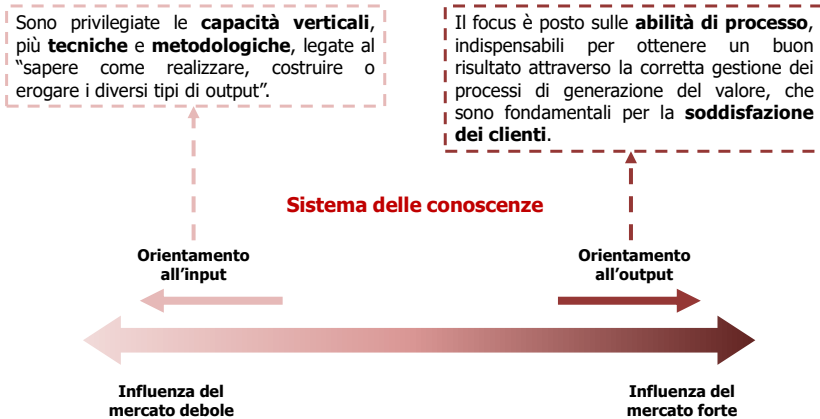 Sono privilegiate le capacità verticali,
più tecniche e metodologiche, legate al
“sapere come realizzare, costruire o
erogare i diversi tipi di output”.
Il focus è posto sulle abilità di processo,
indispensabili per ottenere un buon
risultato attraverso la corretta gestione dei
processi di generazione del valore, che
sono fondamentali per la soddisfazione
dei clienti.
Sistema delle conoscenze
Orientamento
all’input
Orientamento
all’output
Influenza del
mercato debole
Influenza del
mercato forte